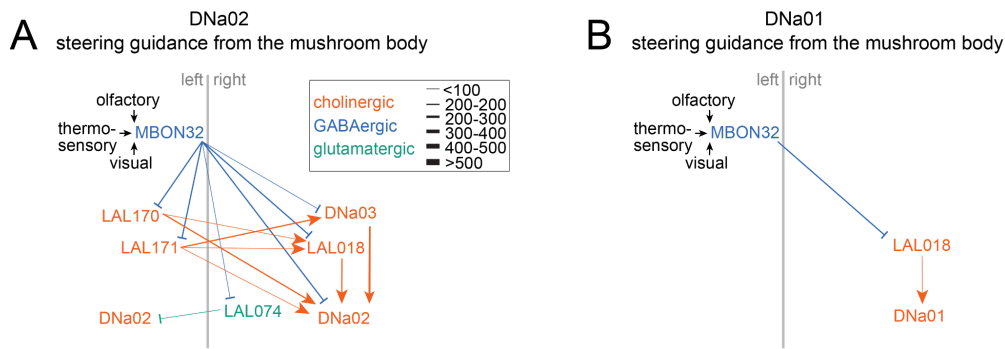 A
DNa02
steering guidance from the mushroom body
left right
olfactory
thermo-
sensory
visual
MBON32
cholinergic
GABAergic
glutamatergic
<100
200-200
200-300
300-400
400-500
>500
LAL170
LAL171
DNa03
LAL018
DNa02
LAL074
DNa02
B
DNa01
steering guidance from the mushroom body
left right
olfactory
thermo-
sensory
visual
MBON32
LAL018
DNa01